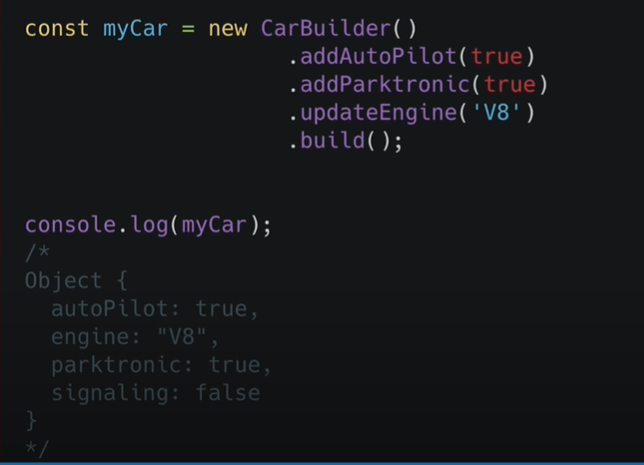 const myCar = new CarBuilder()
.addAutoPilot(true)
.addParktronic(true)
.updateEngine('V8')
.build();
console.log(myCar);
/*
Object {
autoPilot: true,
engine: "V8",
parktronic: true,
signaling: false
}
*/